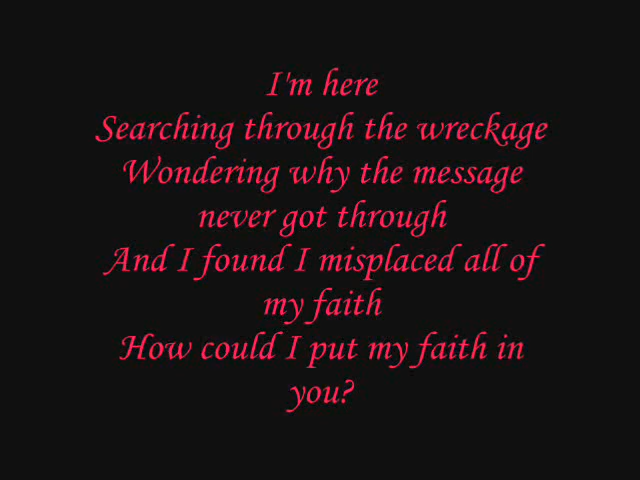 I'm here
Searching through the wreckage
Wondering why the message
never got through
And I found I misplaced all of
my faith
How could I put my faith in
you?